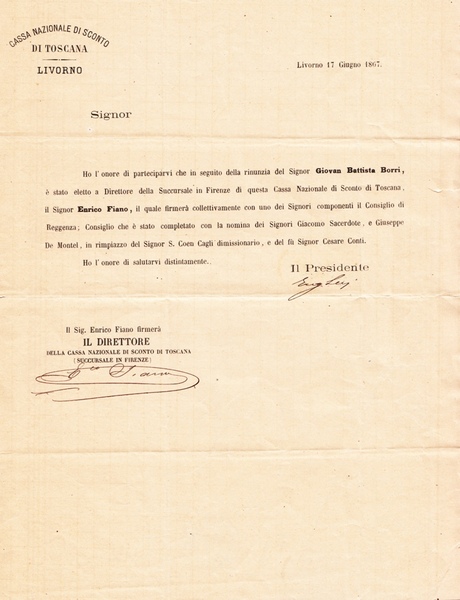 CASSA NAZIONALE DI SCONTO
DI TOSCANA
LIVORNO
Livorno 17 Giugno 1867.
Signor
Ho l'onore di parteciparvi che in seguito della rinunzia del Signor Giovan Battista Borri,
è stato eletto a Direttore della Succursale in Firenze di questa Cassa Nazionale di Sconto di Toscana,
il Signor Enrico Fiano, il quale firmerà collettivamente con uno dei Signori componenti il Consiglio di
Reggenza; Consiglio che è stato completato con la nomina dei Signori Giacomo Sacerdote, e Giuseppe
De Montel, in rimpiazzo del Signor S. Coen Cagli dimissionario, e del fù Signor Cesare Conti.
Ho l'onore di salutarvi distintamente.
Il Presidente
Il Sig. Enrico Fiano firmerà
IL DIRETTORE
DELLA CASSA NAZIONALE DI SCONTO DI TOSCANA
(SUCCURSALE IN FIRENZE)
Eco Fiano